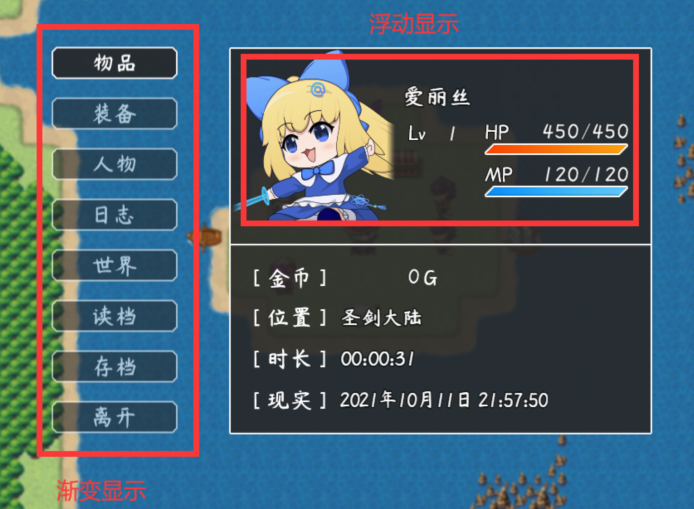 浮动显示
物品
装备
人物
日志
世界
读档
存档
离开
渐变显示
爱丽丝
Lv 1 HP 450/450
MP 120/120
[金币] 0G
[位置] 圣剑大陆
[时长] 00:00:31
[现实] 2021年10月11日 21:57:50